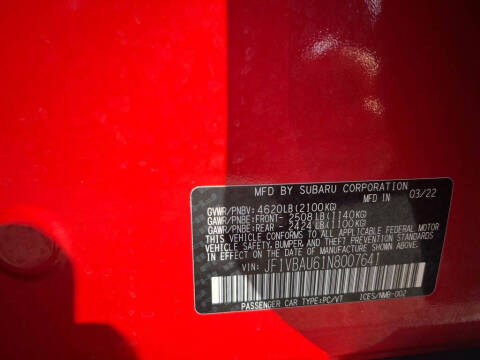 MFD BY SUBARU CORPORATION
MFD IN 03/22
GVWR/PNBV: 4620LB(2100KG)
GAWR/PNBE:FRONT- 2508LB(1140KG)
GAWR/PNBE:REAR - 2424LB(1100KG)
THIS VEHICLE CONFORMS TO ALL APPLICABLE FEDERAL MOTOR
VEHICLE SAFETY, BUMPER, AND THEFT PREVENTION STANDARDS
IN EFFECT ON THE DATE OF MANUFACTURE SHOWN ABOVE.
VIN: JF1VBAU61N8007641
PASSENGER CAR TYPE:PC/VT ICES/NMB-002